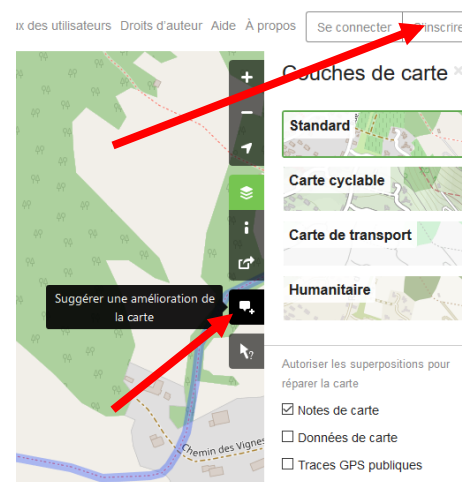 ux des utilisateurs Droits d'auteur Aide À propos Se connecter S'inscrire
Couches de carte
Standard
Carte cyclable
Carte de transport
Humanitaire
Suggérer une amélioration de
la carte
Chemin des Vignes
Autoriser les superpositions pour
réparer la carte
Notes de carte
Données de carte
Traces GPS publiques